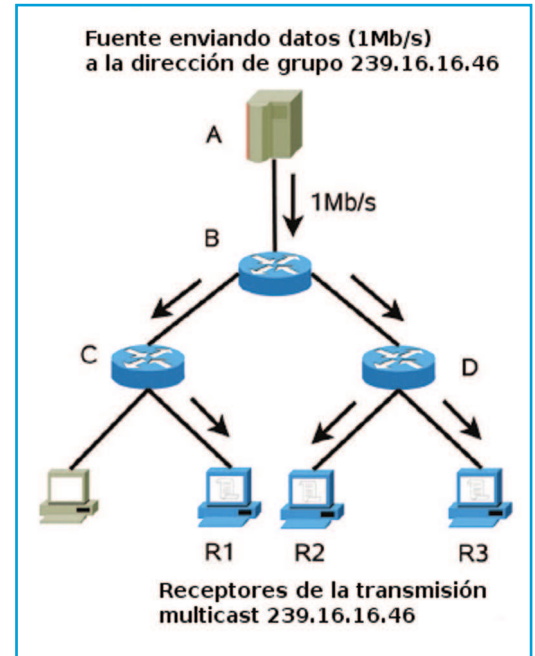 Fuente enviando datos (1Mb/s)
a la dirección de grupo 239.16.16.46
A
1Mb/s
B
C
D
R1
R2
R3
Receptores de la transmisión
multicast 239.16.16.46